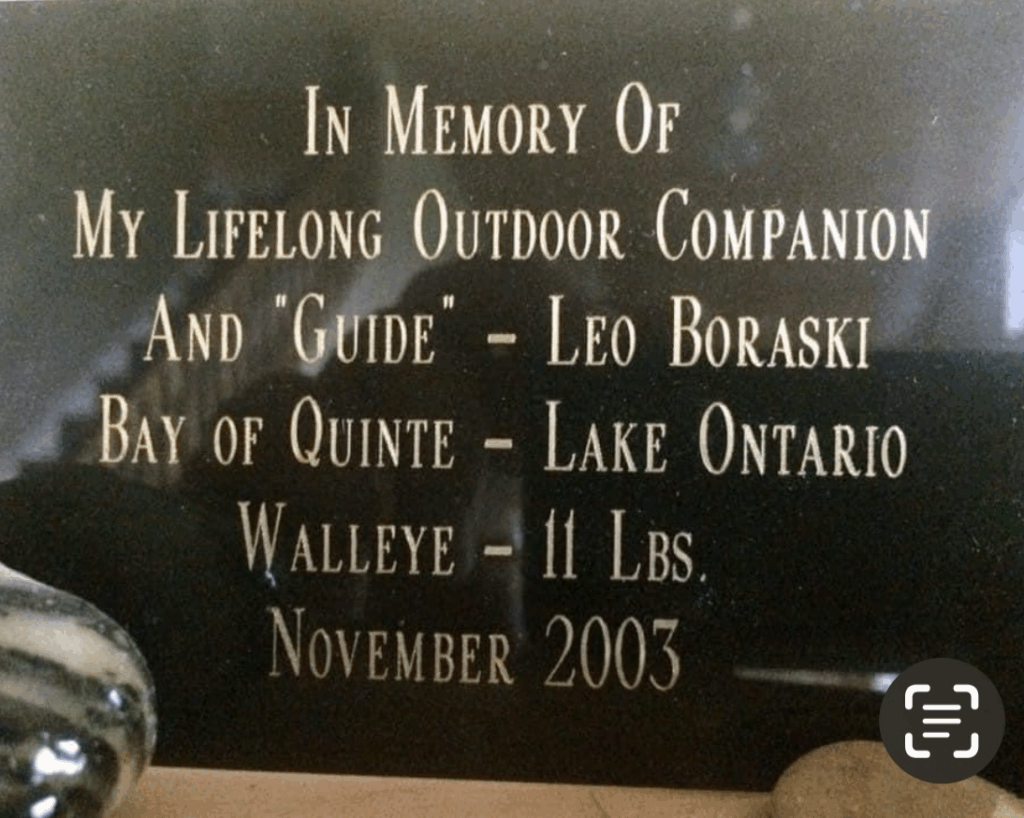 In Memory Of
My Lifelong Outdoor Companion
And "Guide" - Leo Boraski
Bay of Quinte - Lake Ontario
Walleye - 11 Lbs.
November 2003